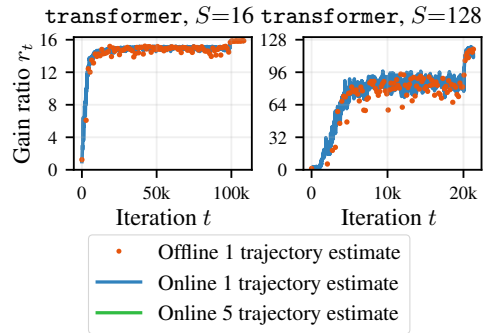 transformer, S=16 transformer, S=128
Gain ratio r_t
16
12
8
4
0
0 50k 100k
128
96
64
32
0
0 10k 20k
Iteration t Iteration t
Offline 1 trajectory estimate
Online 1 trajectory estimate
Online 5 trajectory estimate